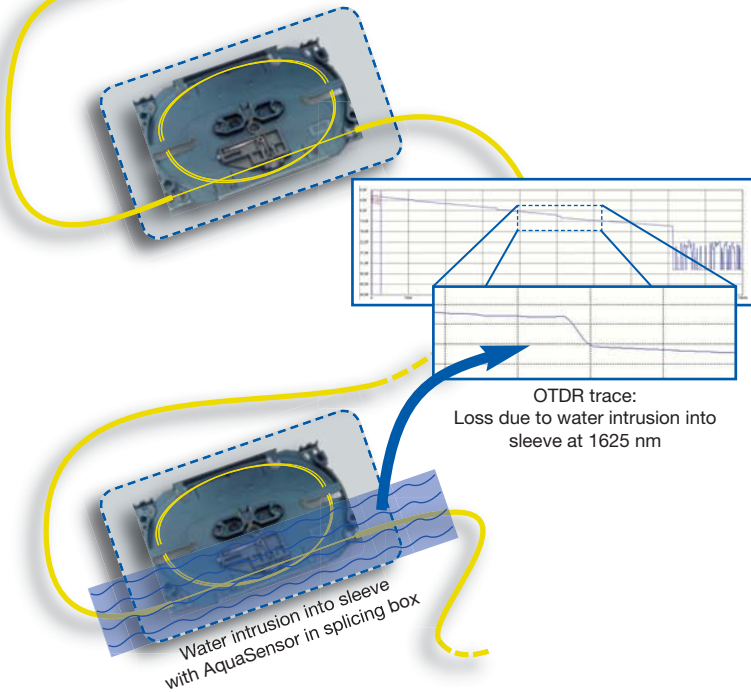 OTDR trace:
Loss due to water intrusion into
sleeve at 1625 nm
Water intrusion into sleeve
with AquaSensor in splicing box